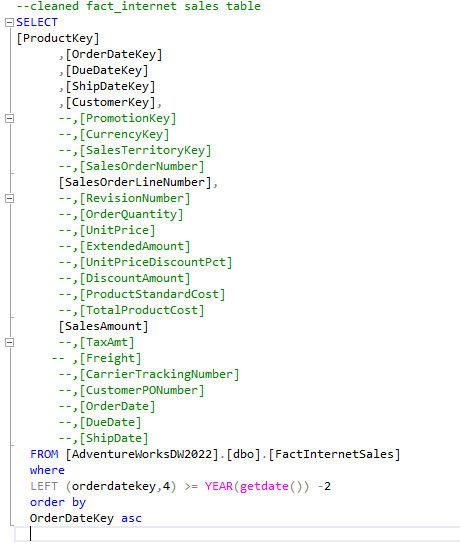 --cleaned fact_internet sales table
SELECT
[ProductKey]
,[OrderDateKey]
,[DueDateKey]
,[ShipDateKey]
,[CustomerKey],
--,[PromotionKey]
--,[CurrencyKey]
--,[SalesTerritoryKey]
--,[SalesOrderNumber]
[SalesOrderLineNumber],
--,[RevisionNumber]
--,[OrderQuantity]
--,[UnitPrice]
--,[ExtendedAmount]
--,[UnitPriceDiscountPct]
--,[DiscountAmount]
--,[ProductStandardCost]
--,[TotalProductCost]
[SalesAmount]
--,[TaxAmt]
-- ,[Freight]
--,[CarrierTrackingNumber]
--,[CustomerPONumber]
--,[OrderDate]
--,[DueDate]
--,[ShipDate]
FROM [AdventureWorksDW2022].[dbo].[FactInternetSales]
where
LEFT (orderdatekey,4) >= YEAR(getdate()) -2
order by
OrderDateKey asc